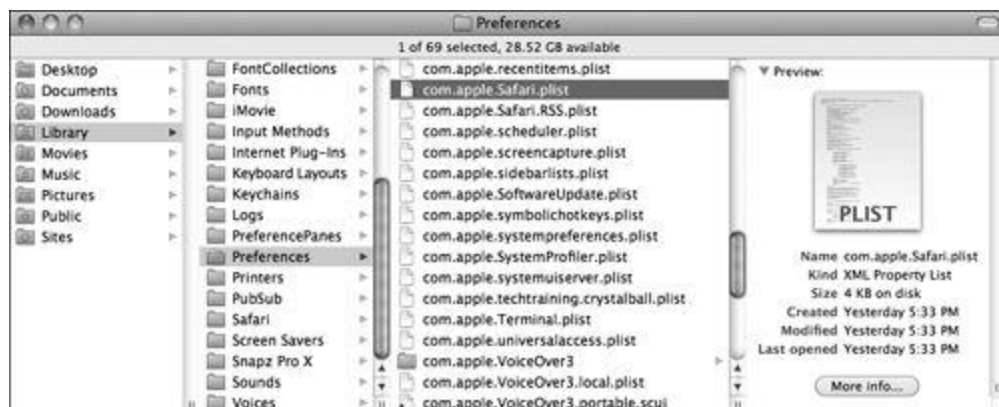 Preferences
1 of 69 selected, 28.52 GB available
Desktop
Documents
Downloads
Library
Movies
Music
Pictures
Public
Sites
FontCollections
Fonts
iMovie
Input Methods
Internet Plug-Ins
Keyboard Layouts
Keychains
Logs
PreferencePanes
Preferences
Printers
PubSub
Safari
Screen Savers
Snapz Pro X
Sounds
Voices
com.apple.recentitems.plist
com.apple.Safari.plist
com.apple.Safari.RSS.plist
com.apple.scheduler.plist
com.apple.screencapture.plist
com.apple.sidebarlists.plist
com.apple.SoftwareUpdate.plist
com.apple.symbolichotkeys.plist
com.apple.systempreferences.plist
com.apple.SystemProfiler.plist
com.apple.systemuiserver.plist
com.apple.techtraining.crystalball.plist
com.apple.Terminal.plist
com.apple.universalaccess.plist
com.apple.VoiceOver3
com.apple.VoiceOver3.local.plist
com.apple.VoiceOver3.portable.scui
Preview:
PLIST
Name com.apple.Safari.plist
Kind XML Property List
Size 4 KB on disk
Created Yesterday 5:33 PM
Modified Yesterday 5:33 PM
Last opened Yesterday 5:33 PM
More info...